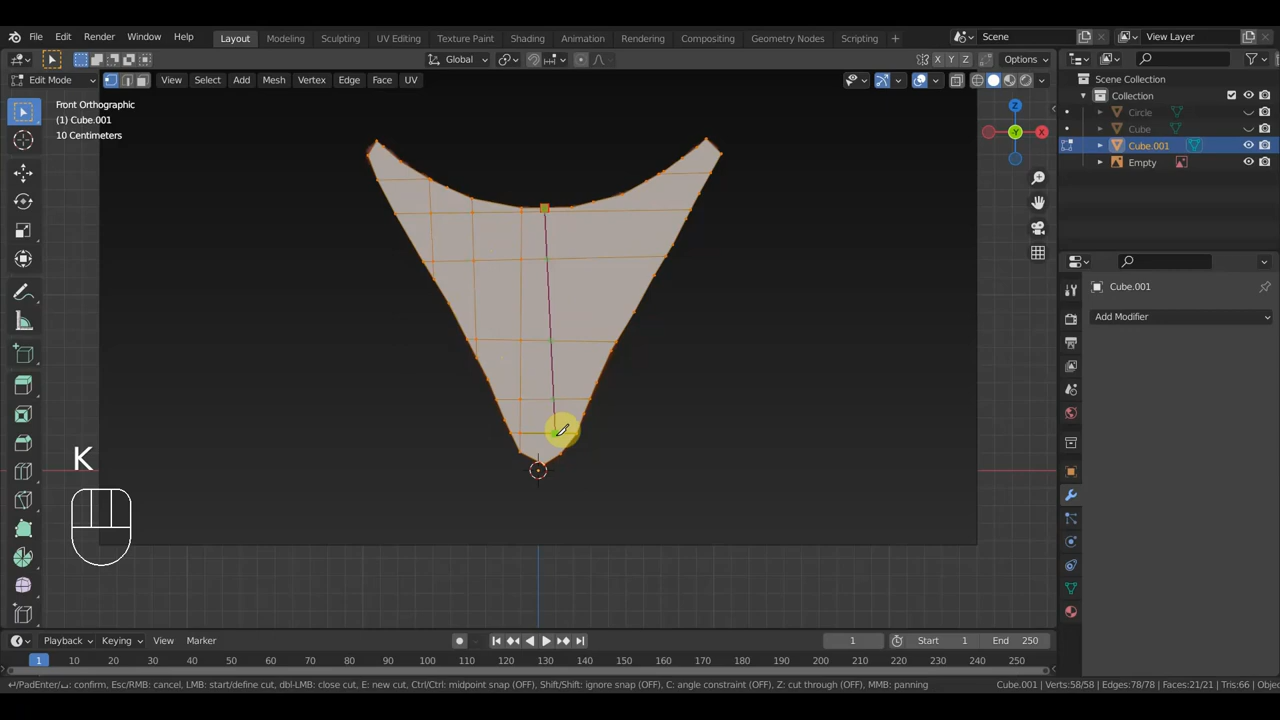 File Edit Render Window Help Layout Modeling Sculpting UV Editing Texture Paint Shading Animation Rendering Compositing Geometry Nodes Scripting + Scene View Layer
Global X Y Z Options
Edit Mode View Select Add Mesh Vertex Edge Face UV
Front Orthographic
(1) Cube.001
10 Centimeters
Z
-Y
X
Scene Collection
Collection
Circle
Cube
Cube.001
Empty
Cube.001
Add Modifier
K
Playback Keying View Marker 1 Start 1 End 250
1 10 20 30 40 50 60 70 80 90 100 110 120 130 140 150 160 170 180 190 200 210 220 230 240 250
/PadEnter/ : confirm, Esc/RMB: cancel, LMB: start/define cut, dbl-LMB: close cut, E: new cut, Ctrl/Ctrl: midpoint snap (OFF), Shift/Shift: ignore snap (OFF), C: angle constraint (OFF), Z: cut through (OFF), MMB: panning Cube.001 | Verts:58/58 | Edges:78/78 | Faces:21/21 | Tris:66 | Objec